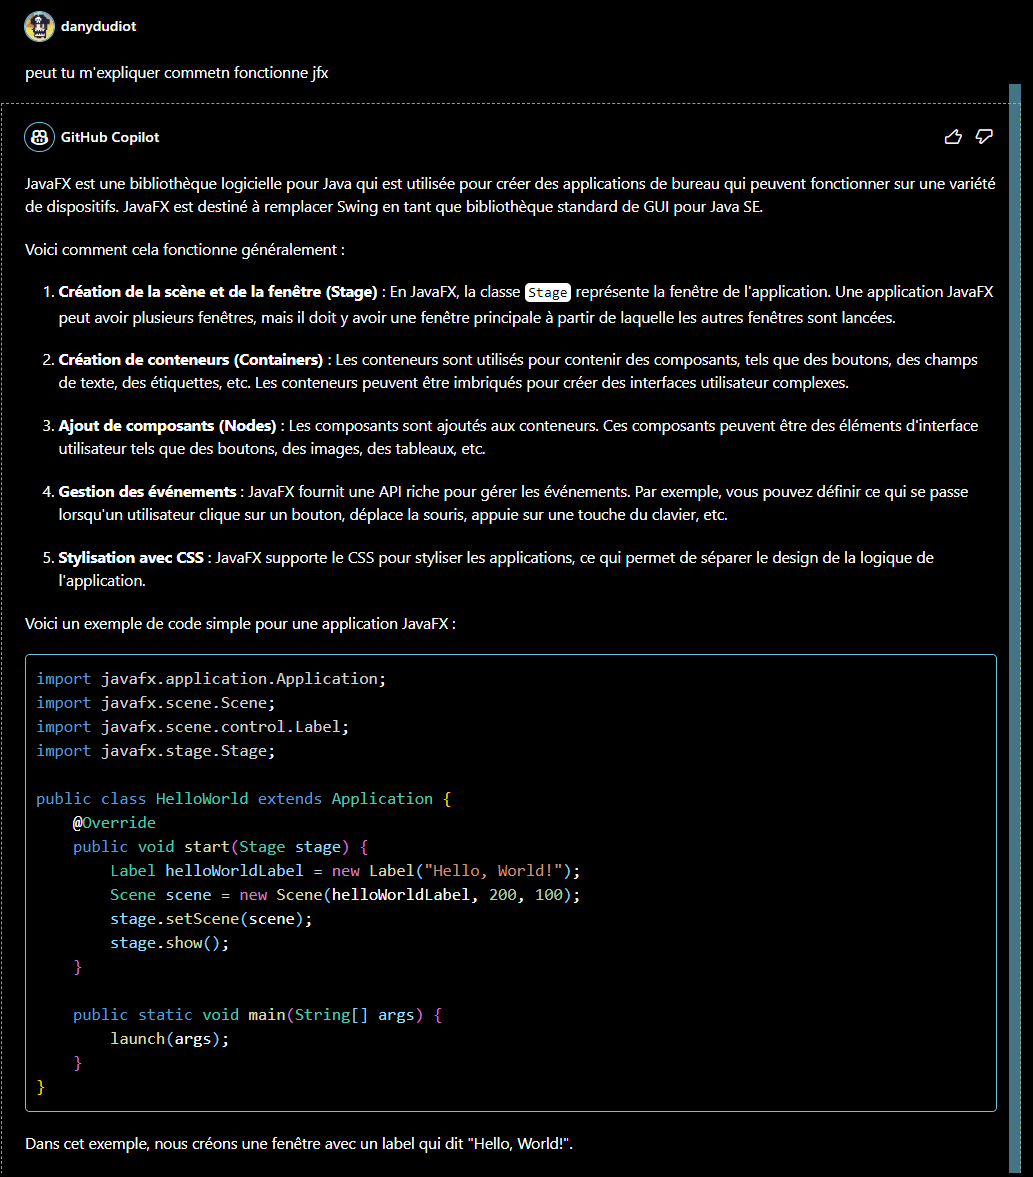 danydudiot
peut tu m'expliquer commetn fonctionne jfx
GitHub Copilot
JavaFX est une bibliothèque logicielle pour Java qui est utilisée pour créer des applications de bureau qui peuvent fonctionner sur une variété
de dispositifs. JavaFX est destiné à remplacer Swing en tant que bibliothèque standard de GUI pour Java SE.
Voici comment cela fonctionne généralement :
1. Création de la scène et de la fenêtre (Stage) : En JavaFX, la classe Stage représente la fenêtre de l'application. Une application JavaFX
peut avoir plusieurs fenêtres, mais il doit y avoir une fenêtre principale à partir de laquelle les autres fenêtres sont lancées.
2. Création de conteneurs (Containers) : Les conteneurs sont utilisés pour contenir des composants, tels que des boutons, des champs
de texte, des étiquettes, etc. Les conteneurs peuvent être imbriqués pour créer des interfaces utilisateur complexes.
3. Ajout de composants (Nodes) : Les composants sont ajoutés aux conteneurs. Ces composants peuvent être des éléments d'interface
utilisateur tels que des boutons, des images, des tableaux, etc.
4. Gestion des événements : JavaFX fournit une API riche pour gérer les événements. Par exemple, vous pouvez définir ce qui se passe
lorsqu'un utilisateur clique sur un bouton, déplace la souris, appuie sur une touche du clavier, etc.
5. Stylisation avec CSS : JavaFX supporte le CSS pour styliser les applications, ce qui permet de séparer le design de la logique de
l'application.
Voici un exemple de code simple pour une application JavaFX :
import javafx.application.Application;
import javafx.scene.Scene;
import javafx.scene.control.Label;
import javafx.stage.Stage;
public class HelloWorld extends Application {
    @Override
    public void start(Stage stage) {
        Label helloWorldLabel = new Label("Hello, World!");
        Scene scene = new Scene(helloWorldLabel, 200, 100);
        stage.setScene(scene);
        stage.show();
    }
    public static void main(String[] args) {
        launch(args);
    }
}
Dans cet exemple, nous créons une fenêtre avec un label qui dit "Hello, World!".